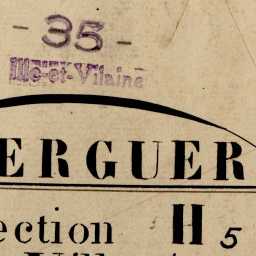 - 35 -
Ille-et-Vilaine
ERGUER
ection H 5